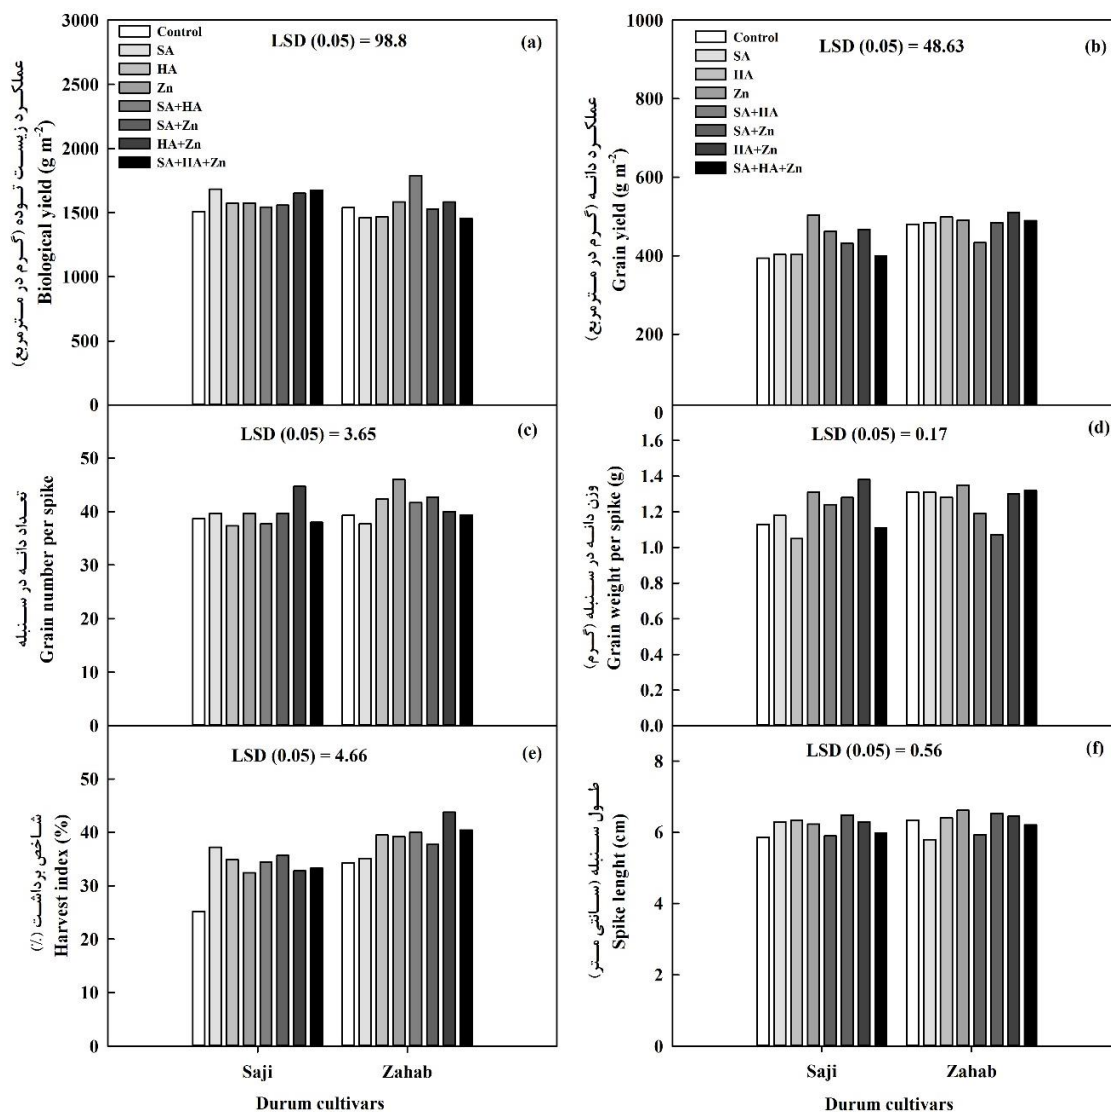 3000
2500
2000
1500
1000
500
0
عملکرد زیست توده (گرم در مترمربع)
Biological yield (g m-2)
Control
SA
HA
Zn
SA+HA
SA+Zn
HA+Zn
SA+HA+Zn
LSD (0.05) = 98.8
(a)
1000
800
600
400
200
0
عملکرد دانه (گرم در مترمربع)
Grain yield (g m-2)
Control
SA
HA
Zn
SA+HA
SA+Zn
HA+Zn
SA+HA+Zn
LSD (0.05) = 48.63
(b)
50
40
30
20
10
0
تعداد دانه در سنبله
Grain number per spike
LSD (0.05) = 3.65
(c)
1.6
1.4
1.2
1.0
0.8
0.6
0.4
0.2
0.0
وزن دانه در سنبله (گرم)
Grain weight per spike (g)
LSD (0.05) = 0.17
(d)
50
40
30
20
10
0
شاخص برداشت (٪)
Harvest index (%)
LSD (0.05) = 4.66
(e)
Saji
Zahab
Durum cultivars
8
6
4
2
0
طول سنبله (سانتی متر)
Spike lenght (cm)
LSD (0.05) = 0.56
(f)
Saji
Zahab
Durum cultivars